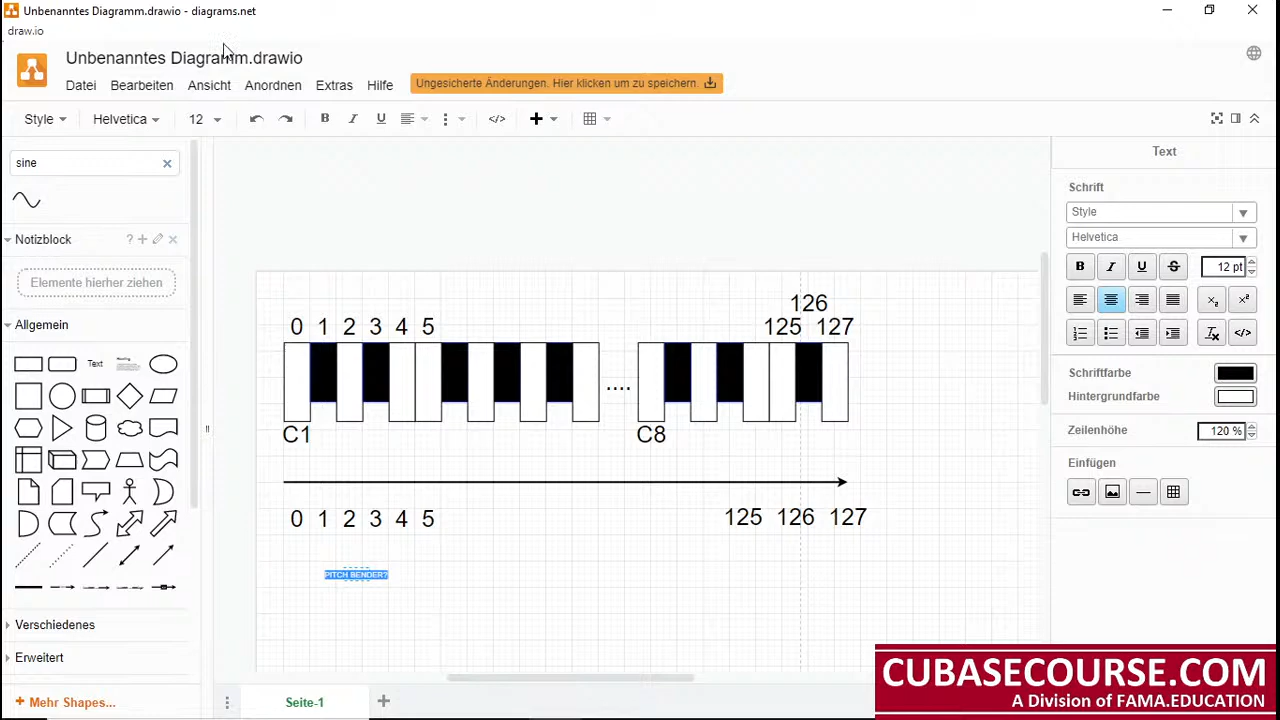 Unbenanntes Diagramm.drawio - diagrams.net
draw.io
Unbenanntes Diagramm.drawio
Datei Bearbeiten Ansicht Anordnen Extras Hilfe
Ungesicherte Änderungen. Hier klicken um zu speichern.
Style Helvetica 12 B I U </>
sine
Notizblock ?
Elemente hierher ziehen
Allgemein
Text
Verschiedenes
Erweitert
+ Mehr Shapes...
126
0 1 2 3 4 5 125 127
....
C1 C8
0 1 2 3 4 5 125 126 127
PITCH BENDER?
Seite-1
Text
Schrift
Style
Helvetica
B I U S 12 pt
</>
Schriftfarbe
Hintergrundfarbe
Zeilenhöhe 120 %
Einfügen
CUBASECOURSE.COM
A Division of FAMA.EDUCATION